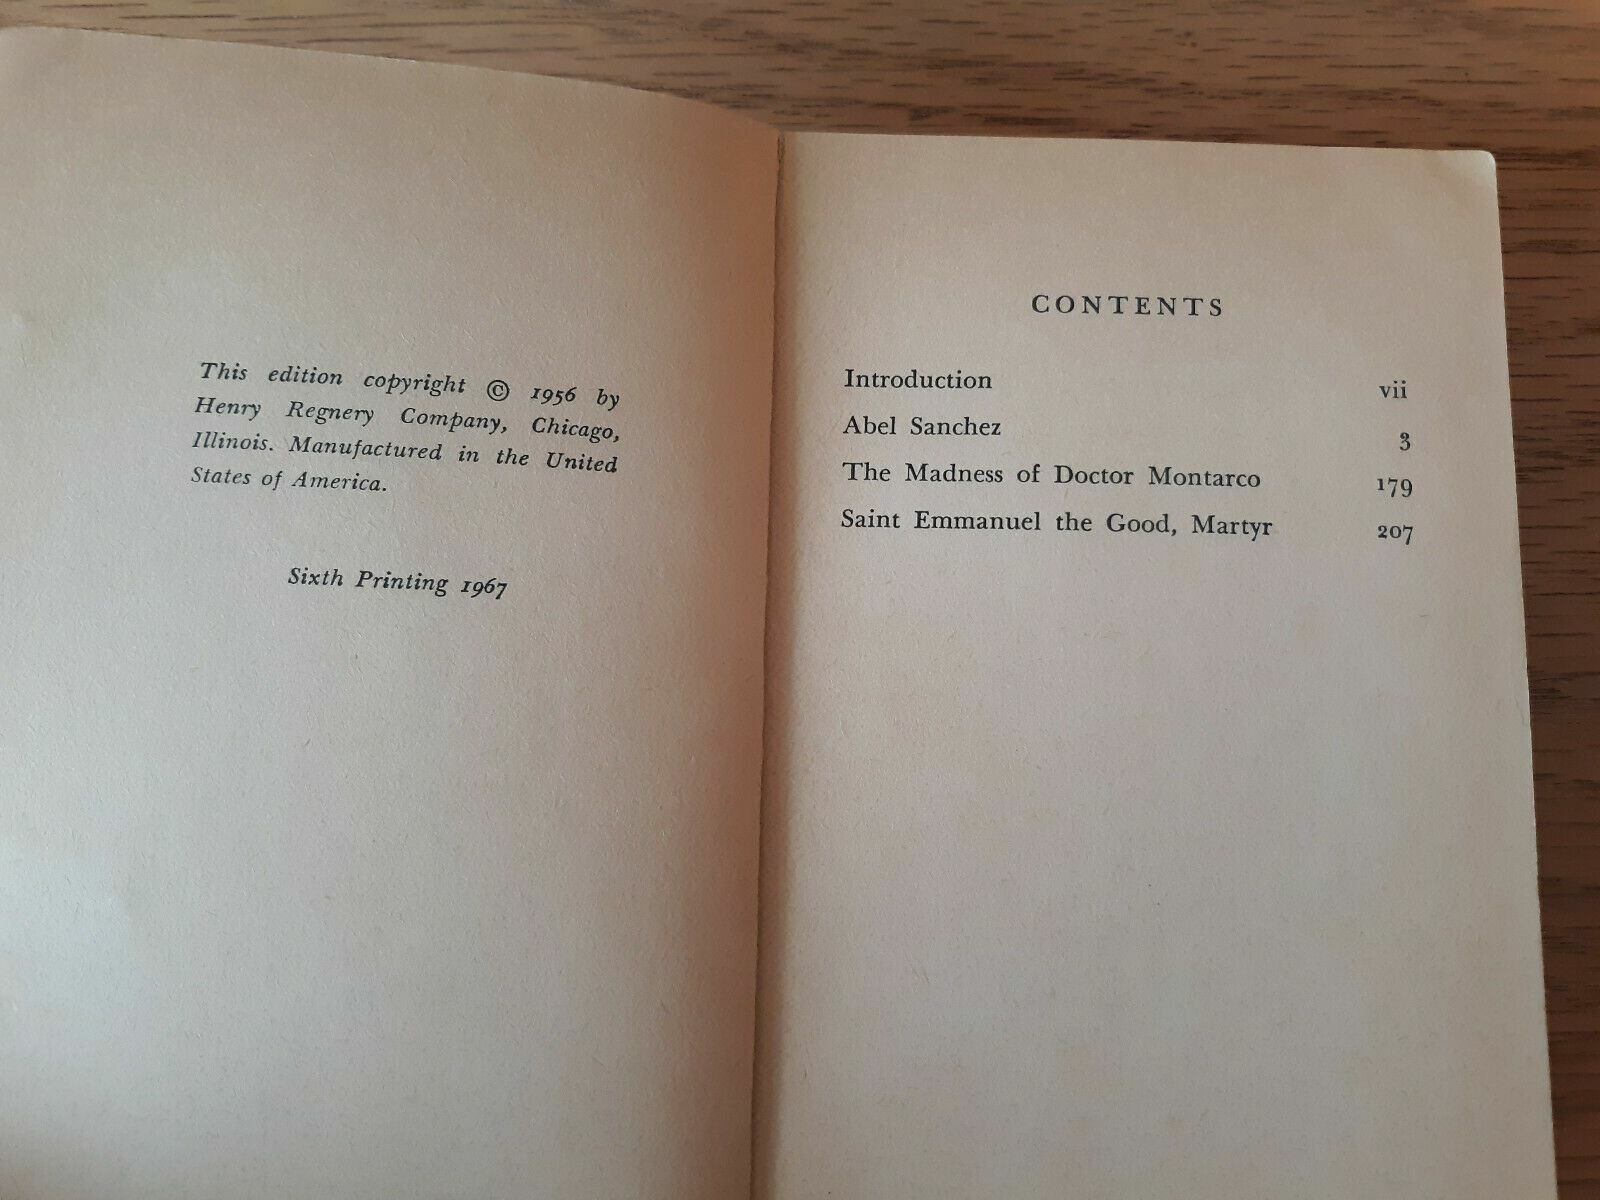 This edition copyright © 1956 by
Henry Regnery Company, Chicago,
Illinois. Manufactured in the United
States of America.
Sixth Printing 1967
CONTENTS
Introduction vii
Abel Sanchez 3
The Madness of Doctor Montarco 179
Saint Emmanuel the Good, Martyr 207